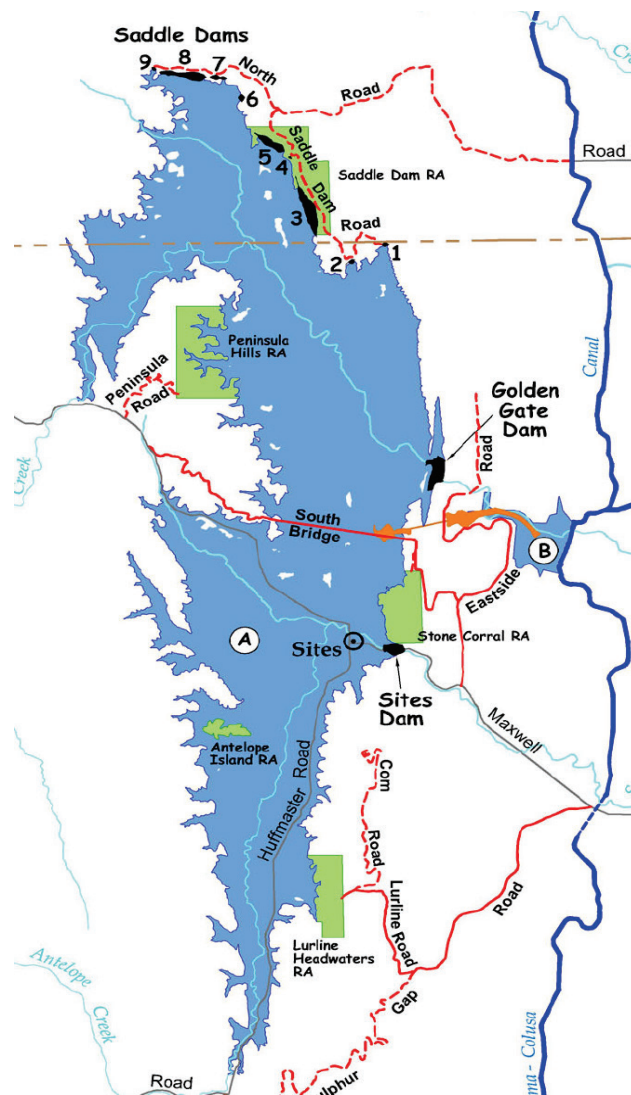 Saddle Dams
9
8
7
North
Road
6
Road
5
4
Saddle
Dam
Saddle Dam RA
3
Road
2
1
Peninsula
Hills RA
Canal
Peninsula
Road
Golden
Gate
Dam
Road
Creek
South
Bridge
B
Eastside
A
Sites
Stone Corral RA
Sites
Dam
Maxwell
Antelope
Island RA
Huffmaster Road
Com
Road
Lurline Road
Road
Lurline
Headwaters
RA
Gap
Antelope
Creek
Road